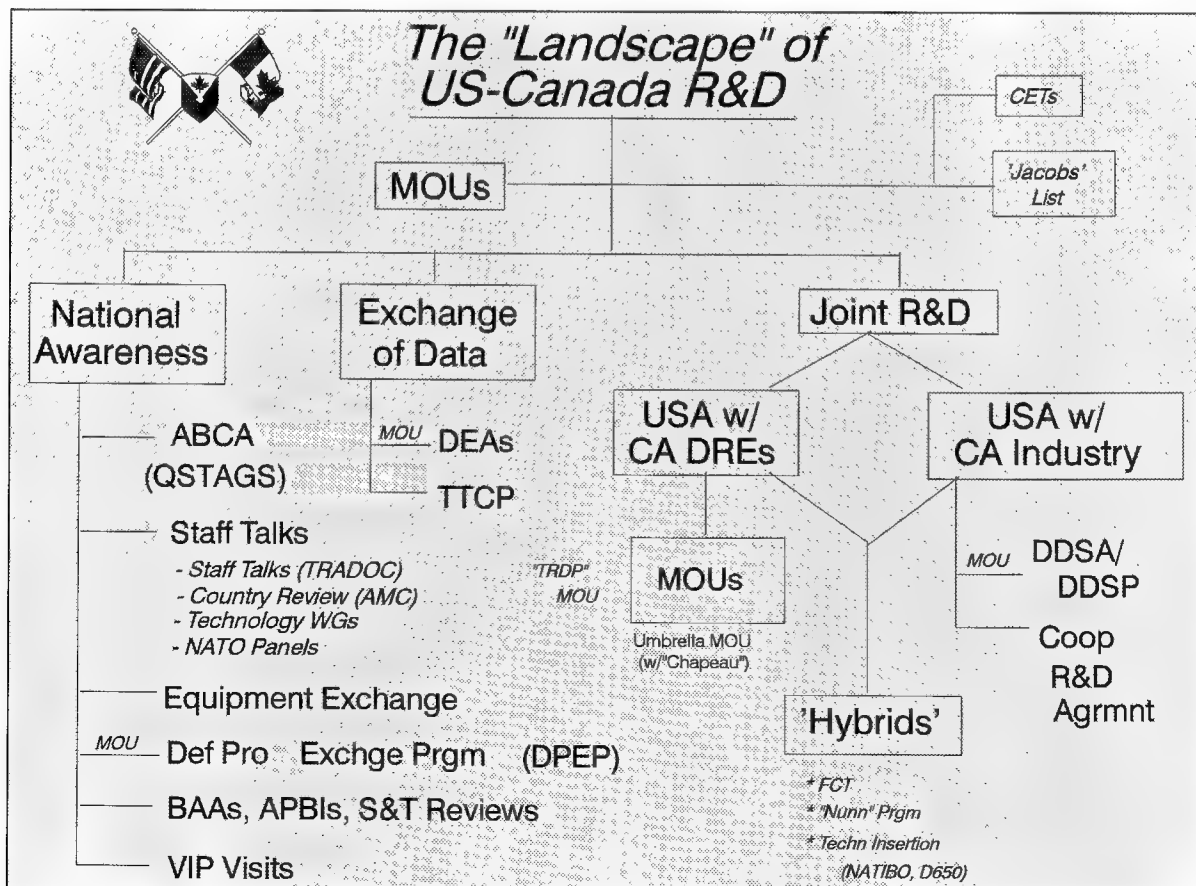 The "Landscape" of
US-Canada R&D
CETs
'Jacobs'
List
MOUs
National
Awareness
Exchange
of Data
Joint R&D
USA w/
CA DREs
USA w/
CA Industry
ABCA
(QSTAGS)
MOU
DEAs
TTCP
Staff Talks
- Staff Talks (TRADOC)
- Country Review (AMC)
- Technology WGs
- NATO Panels
"TRDP"
MOU
MOUs
Umbrella MOU
(w/"Chapeau")
MOU
DDSA/
DDSP
Coop
R&D
Agrmnt
Equipment Exchange
MOU
Def Pro Exchge Prgm (DPEP)
BAAs, APBIs, S&T Reviews
VIP Visits
'Hybrids'
* FCT
* "Nunn" Prgm
* Techn Insertion
(NATIBO, D650)